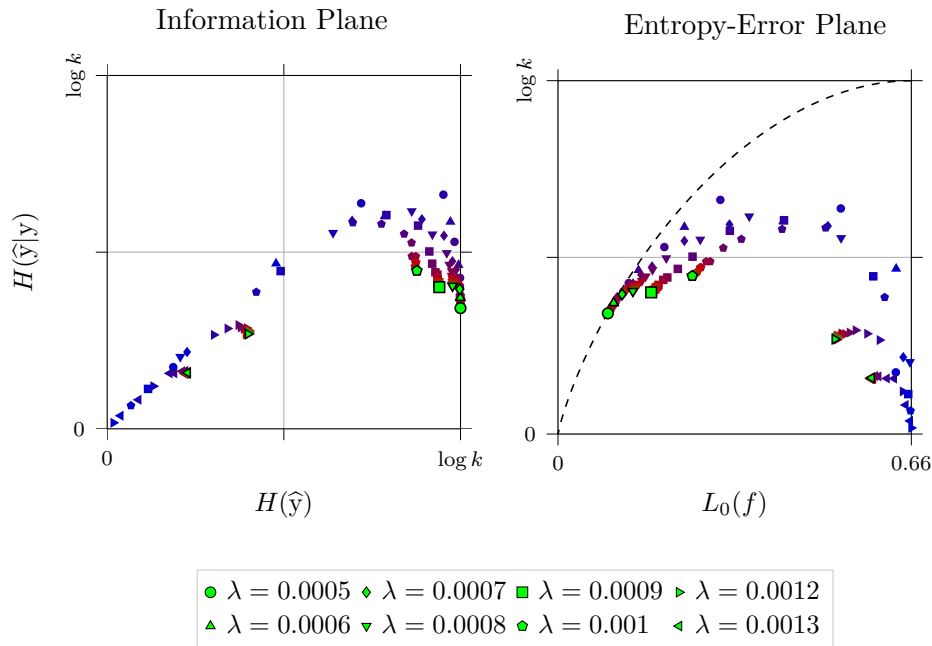 Information Plane
Entropy-Error Plane
log k
log k
H(ŷ|y)
0
0
0
log k
0
0.66
H(ŷ)
L₀(f)
λ = 0.0005
λ = 0.0007
λ = 0.0009
λ = 0.0012
λ = 0.0006
λ = 0.0008
λ = 0.001
λ = 0.0013